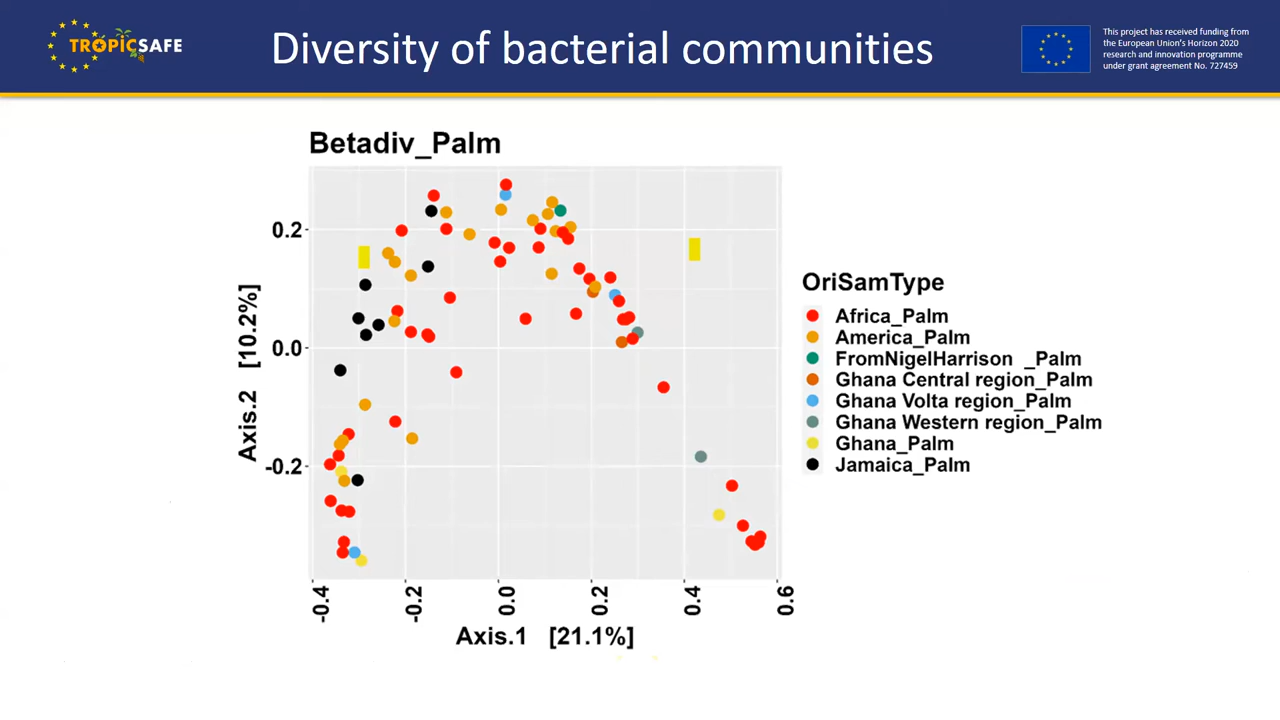 TROPICSAFE
Diversity of bacterial communities
This project has received funding from
the European Union's Horizon 2020
research and innovation programme
under grant agreement No. 727459
Betadiv_Palm
0.2
0.0
-0.2
Axis.2 [10.2%]
-0.4
-0.2
0.0
0.2
0.4
0.6
Axis.1 [21.1%]
OriSamType
Africa_Palm
America_Palm
FromNigelHarrison _Palm
Ghana Central region_Palm
Ghana Volta region_Palm
Ghana Western region_Palm
Ghana_Palm
Jamaica_Palm